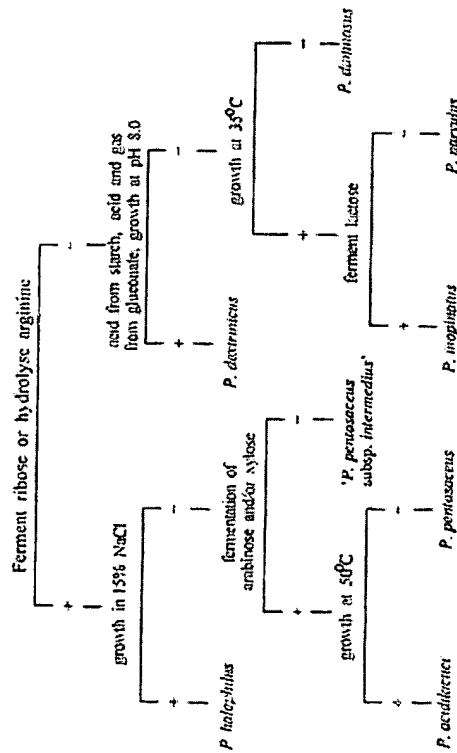 Ferment ribose or hydrolyse arginine
+
-
growth in 15% NaCl
acid from starch, acid and gas
from gluconate, growth at pH 8.0
+
-
+
-
P halophilus
fermentation of
arabinose and/or xylose
P. dextrinicus
growth at 35°C
+
-
+
-
growth at 50°C
'P. pentosaceus
subsp. intermedius'
ferment lactose
P. damnosus
+
-
+
-
P. acidilactici
P. pentosaceus
P. inopinatus
P. parvulus